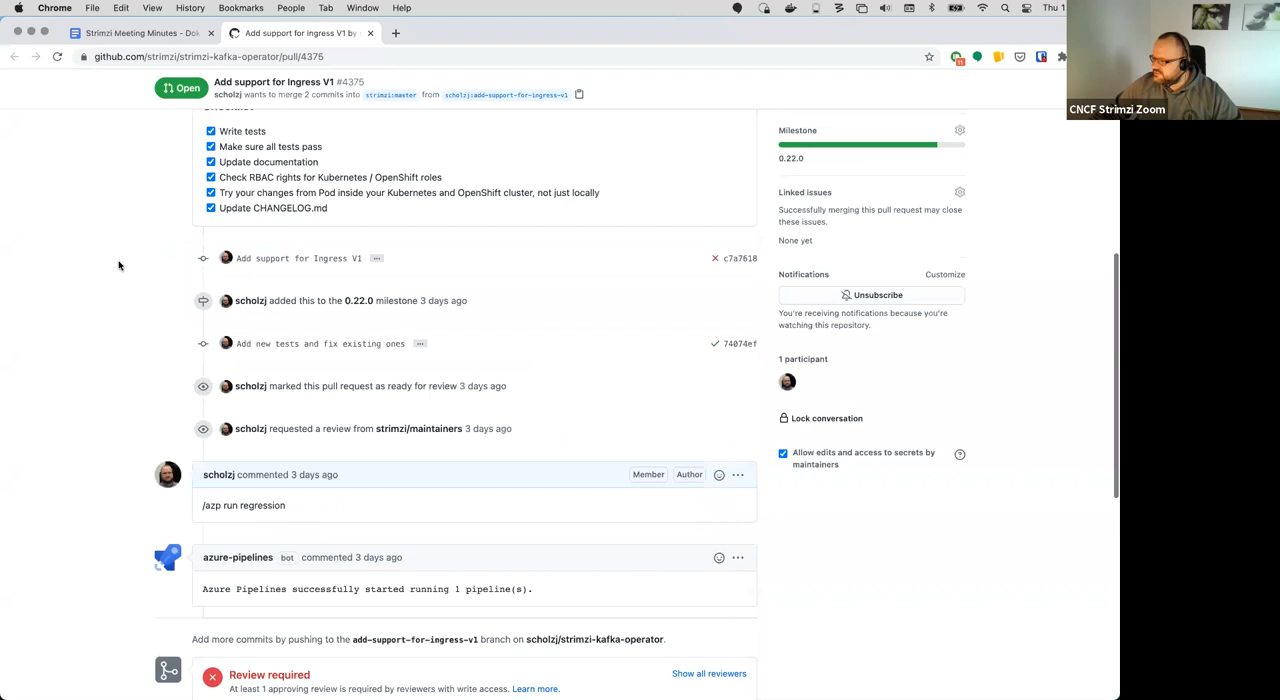 Chrome File Edit View History Bookmarks People Tab Window Help Thu 1
Strimzi Meeting Minutes - Dok × Add support for ingress V1 by × +
github.com/strimzi/strimzi-kafka-operator/pull/4375
11
Open
Add support for Ingress V1 #4375
scholzj wants to merge 2 commits into strimzi:master from scholzj:add-support-for-ingress-v1
CNCF Strimzi Zoom
Write tests
Make sure all tests pass
Update documentation
Check RBAC rights for Kubernetes / OpenShift roles
Try your changes from Pod inside your Kubernetes and OpenShift cluster, not just locally
Update CHANGELOG.md
Add support for Ingress V1 ... c7a7618
scholzj added this to the 0.22.0 milestone 3 days ago
Add new tests and fix existing ones ... 74074ef
scholzj marked this pull request as ready for review 3 days ago
scholzj requested a review from strimzi/maintainers 3 days ago
scholzj commented 3 days ago Member Author ...
/azp run regression
azure-pipelines bot commented 3 days ago ...
Azure Pipelines successfully started running 1 pipeline(s).
Add more commits by pushing to the add-support-for-ingress-v1 branch on scholzj/strimzi-kafka-operator.
Review required Show all reviewers
At least 1 approving review is required by reviewers with write access. Learn more.
Milestone
0.22.0
Linked issues
Successfully merging this pull request may close
these issues.
None yet
Notifications Customize
Unsubscribe
You're receiving notifications because you're
watching this repository.
1 participant
Lock conversation
Allow edits and access to secrets by
maintainers